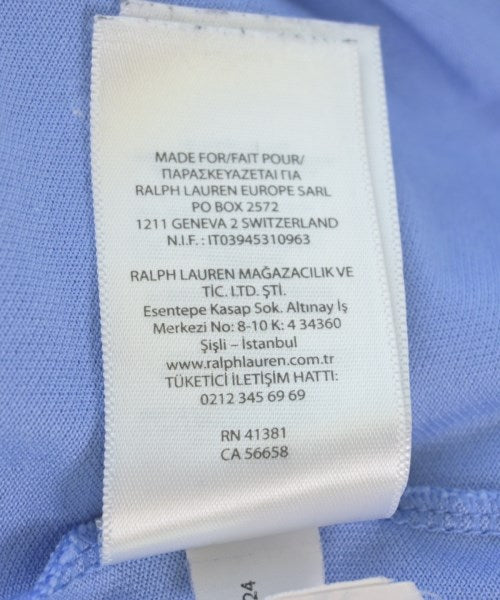 MADE FOR/FAIT POUR/
ΠΑΡΑΣΚΕΥΑΖΕΤΑΙ ΓΙΑ
RALPH LAUREN EUROPE SARL
PO BOX 2572
1211 GENEVA 2 SWITZERLAND
N.I.F. : IT03945310963
RALPH LAUREN MAĞAZACILIK VE
TİC. LTD. ŞTİ.
Esentepe Kasap Sok. Altınay İş
Merkezi No: 8-10 K: 4 34360
Şişli – İstanbul
www.ralphlauren.com.tr
TÜKETİCİ İLETİŞİM HATTI:
0212 345 69 69
RN 41381
CA 56658
24